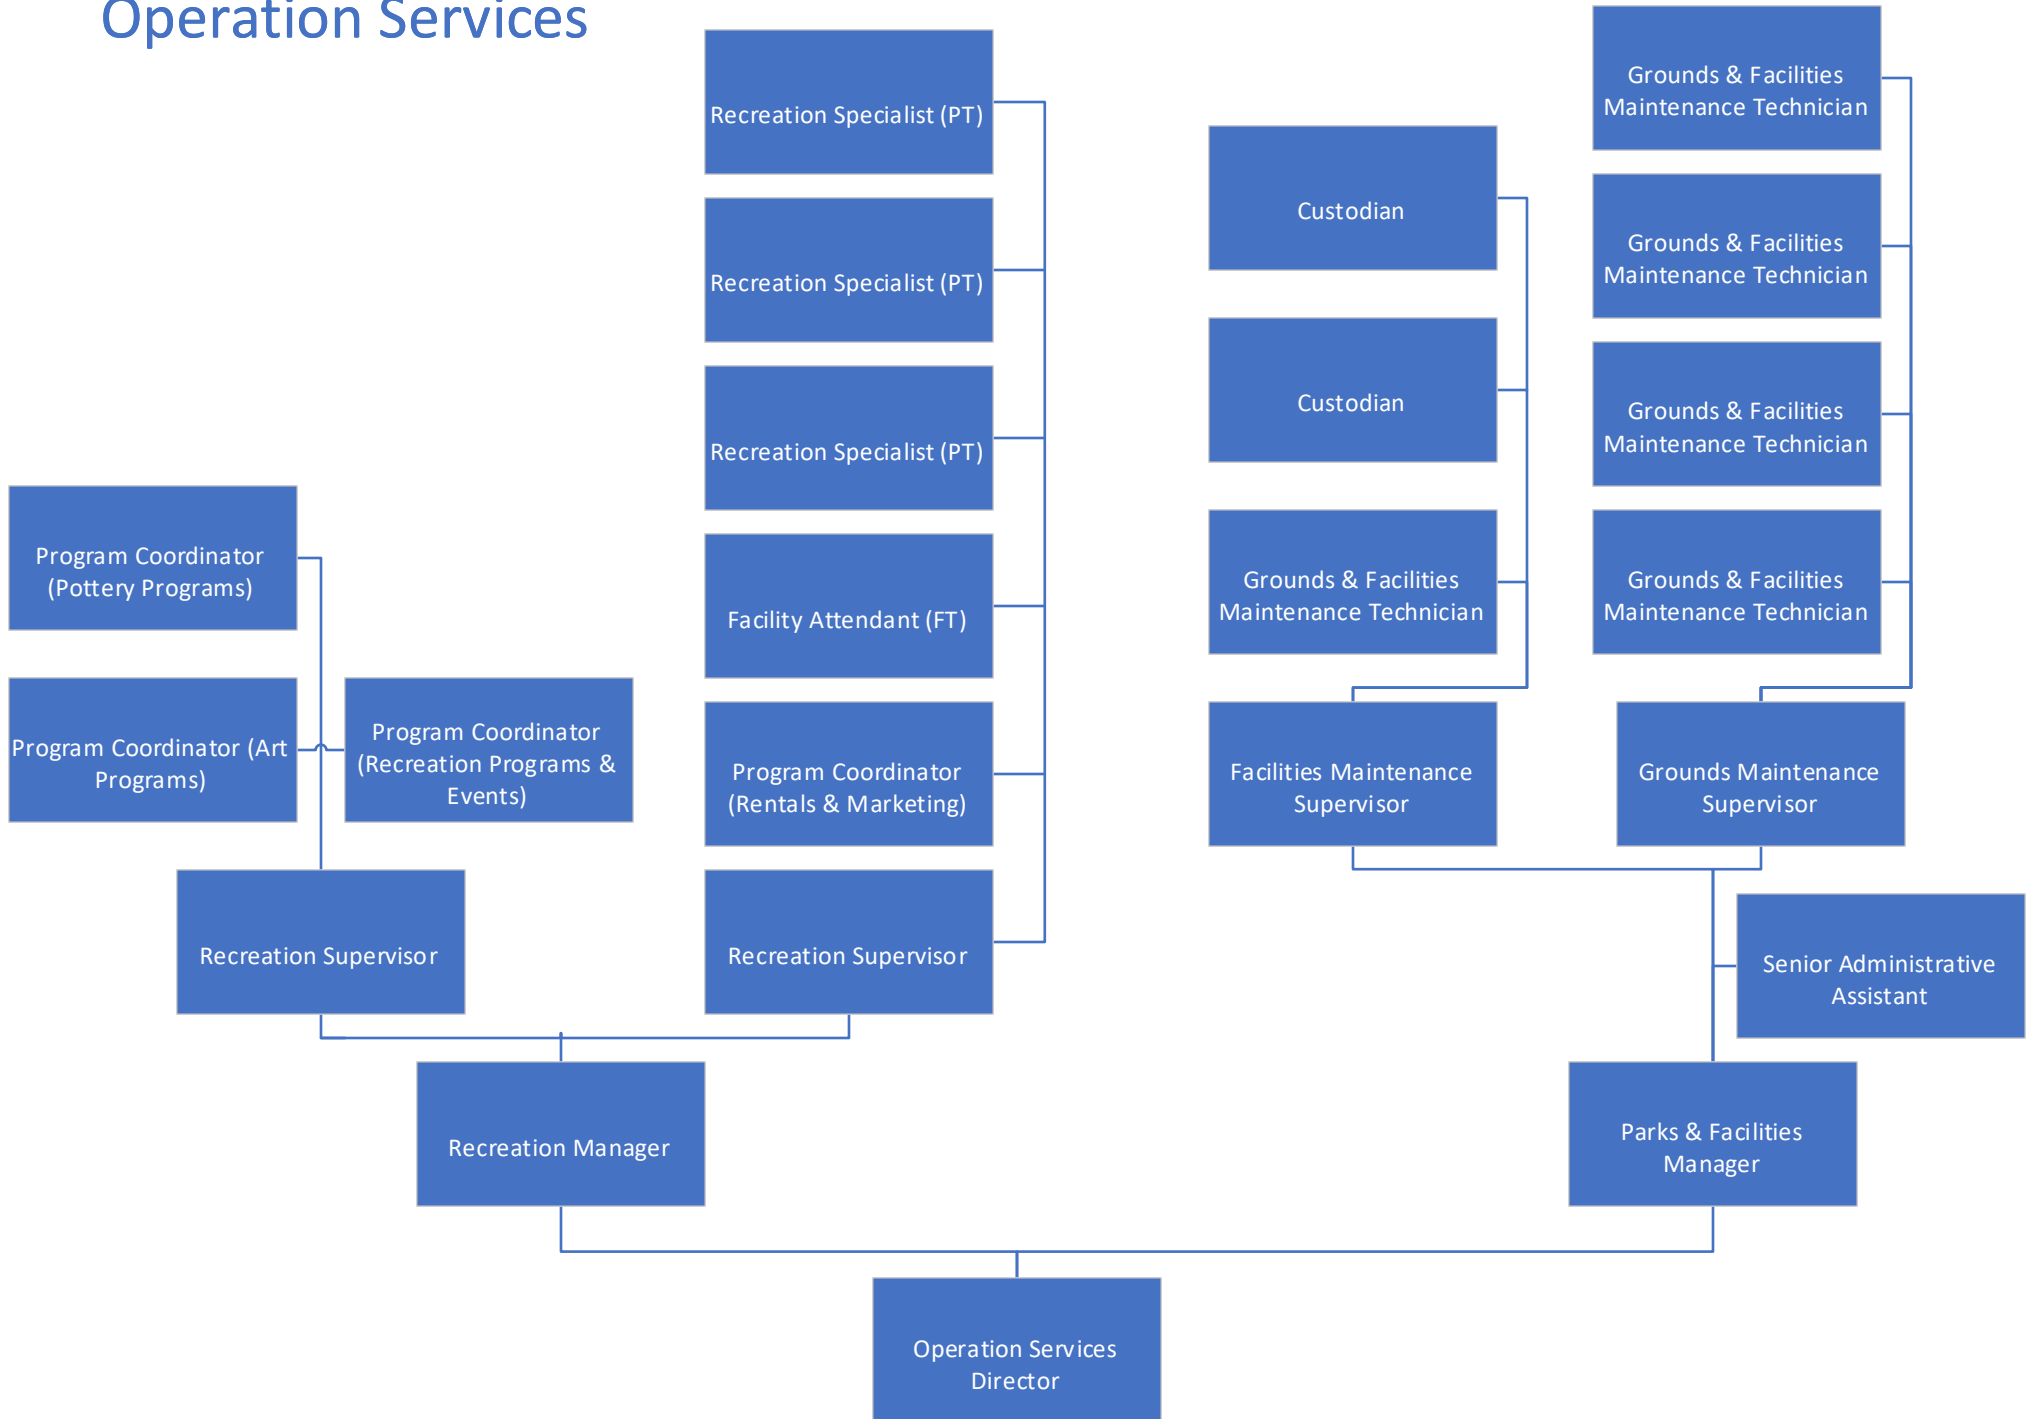 Operation Services
Recreation Specialist (PT)
Recreation Specialist (PT)
Recreation Specialist (PT)
Facility Attendant (FT)
Program Coordinator
(Rentals & Marketing)
Recreation Supervisor
Program Coordinator
(Pottery Programs)
Program Coordinator (Art
Programs)
Program Coordinator
(Recreation Programs &
Events)
Recreation Supervisor
Recreation Manager
Custodian
Custodian
Grounds & Facilities
Maintenance Technician
Facilities Maintenance
Supervisor
Grounds & Facilities
Maintenance Technician
Grounds & Facilities
Maintenance Technician
Grounds & Facilities
Maintenance Technician
Grounds & Facilities
Maintenance Technician
Grounds Maintenance
Supervisor
Senior Administrative
Assistant
Parks & Facilities
Manager
Operation Services
Director